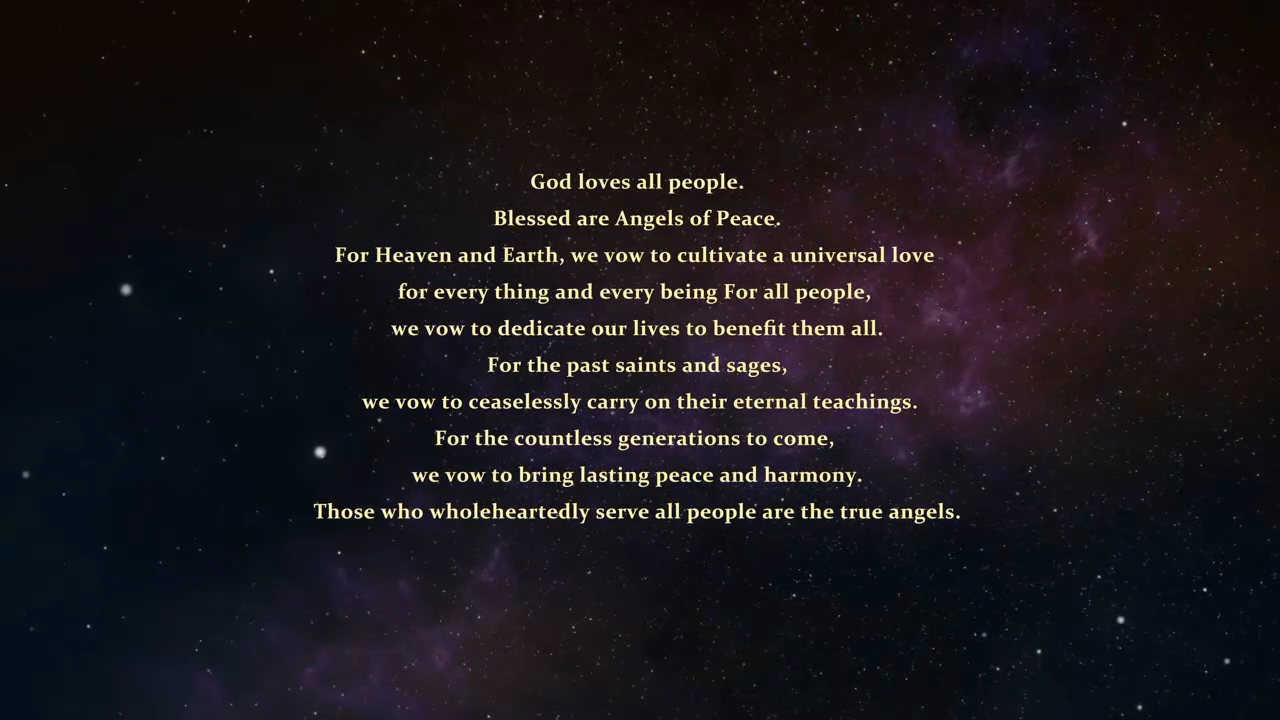 God loves all people.
Blessed are Angels of Peace.
For Heaven and Earth, we vow to cultivate a universal love
for every thing and every being For all people,
we vow to dedicate our lives to benefit them all.
For the past saints and sages,
we vow to ceaselessly carry on their eternal teachings.
For the countless generations to come,
we vow to bring lasting peace and harmony.
Those who wholeheartedly serve all people are the true angels.